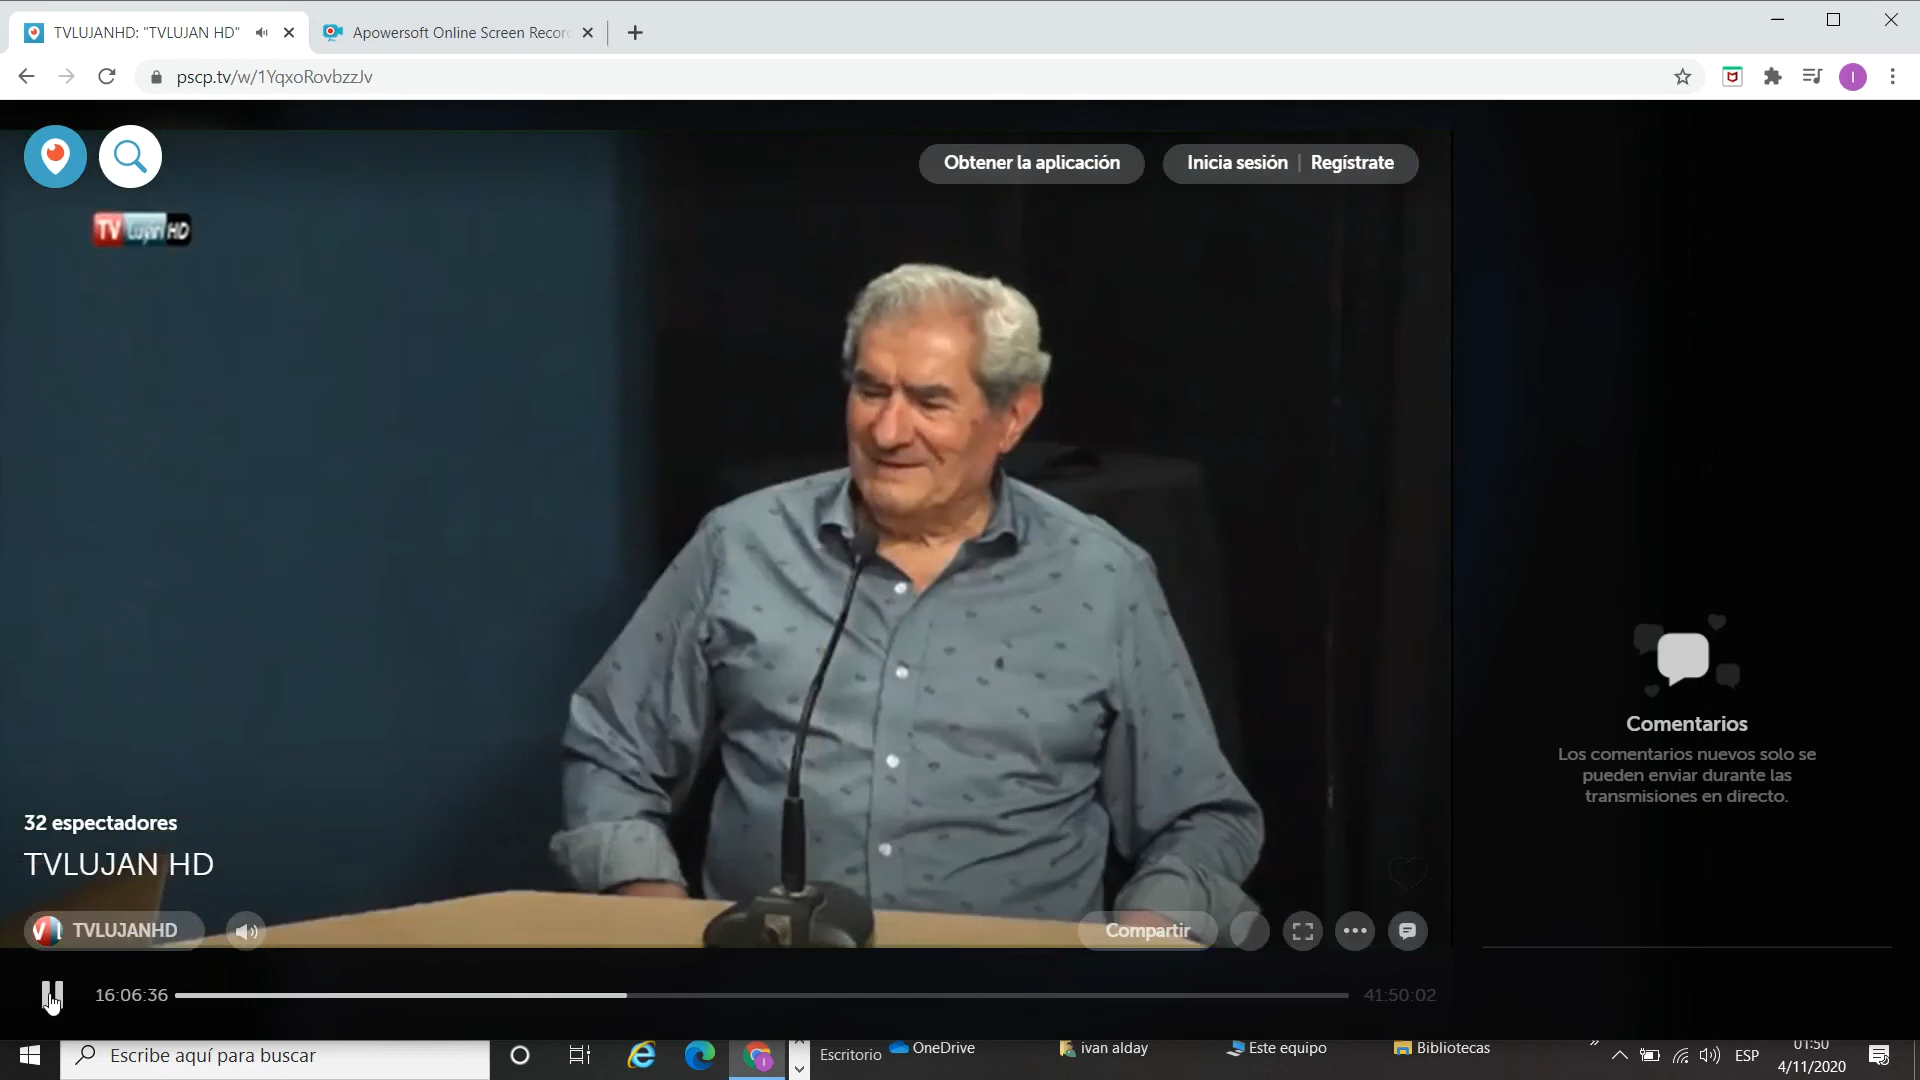 TVLUJANHD: "TVLUJAN HD"
Apowersoft Online Screen Recor
pscp.tv/w/1YqxoRovbzzJv
I
Obtener la aplicación
Inicia sesión | Regístrate
TV Luján HD
32 espectadores
TVLUJAN HD
TVLUJANHD
Compartir
Comentarios
Los comentarios nuevos solo se
pueden enviar durante las
transmisiones en directo.
16:06:36
41:50:02
Escribe aquí para buscar
Escritorio
OneDrive
ivan alday
Este equipo
Bibliotecas
ESP
01:50
4/11/2020